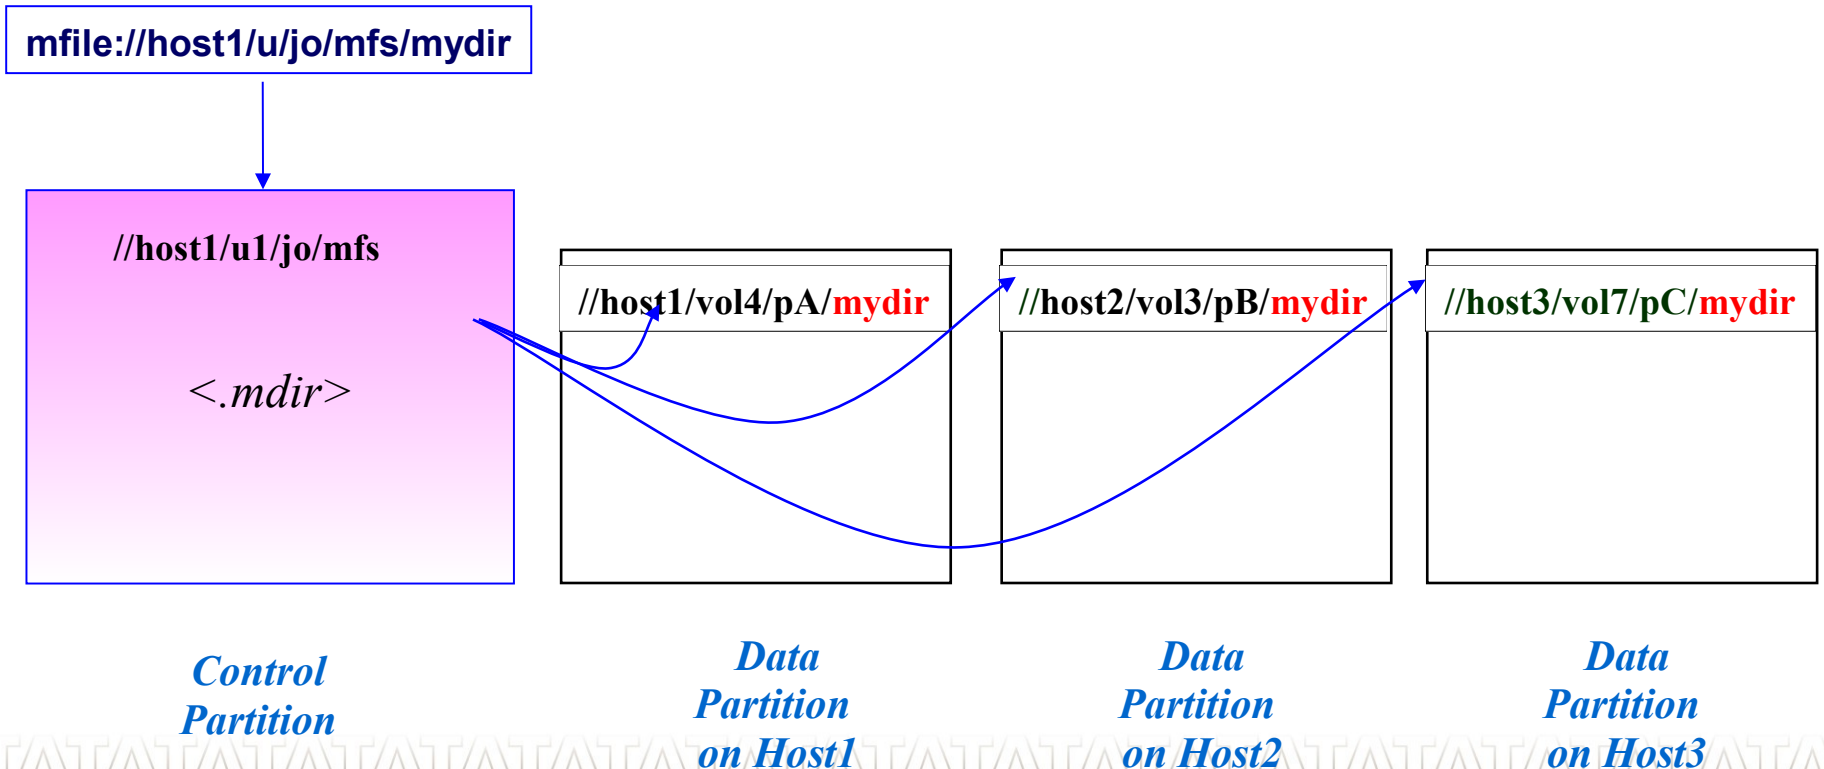 mfile://host1/u/jo/mfs/mydir
//host1/u1/jo/mfs
<.mdir>
//host1/vol4/pA/mydir
//host2/vol3/pB/mydir
//host3/vol7/pC/mydir
Control
Partition
Data
Partition
on Host1
Data
Partition
on Host2
Data
Partition
on Host3